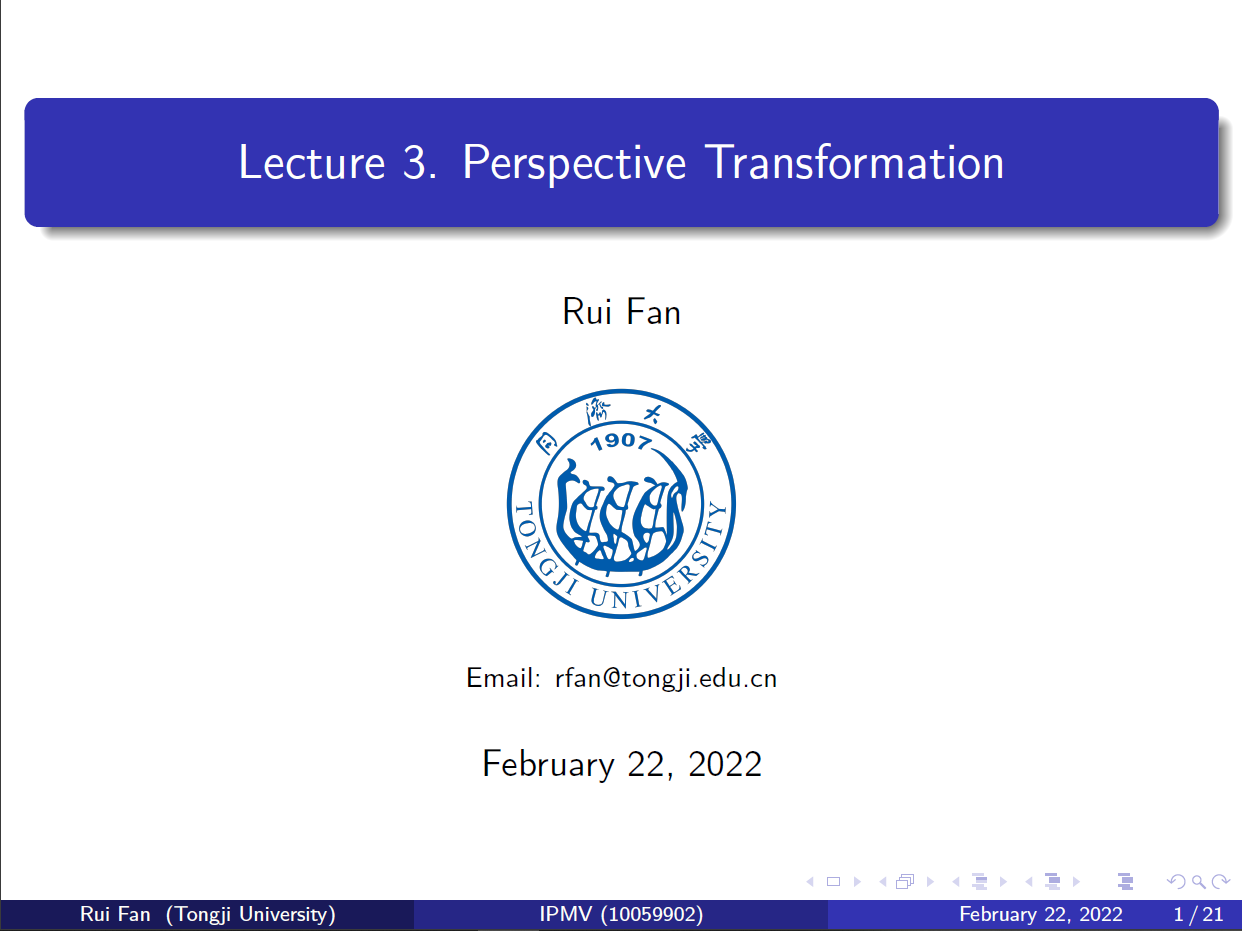 Lecture 3. Perspective Transformation
Rui Fan
同濟大學
1907
TONGJI UNIVERSITY
Email: rfan@tongji.edu.cn
February 22, 2022
Rui Fan (Tongji University)
IPMV (10059902)
February 22, 2022
1 / 21